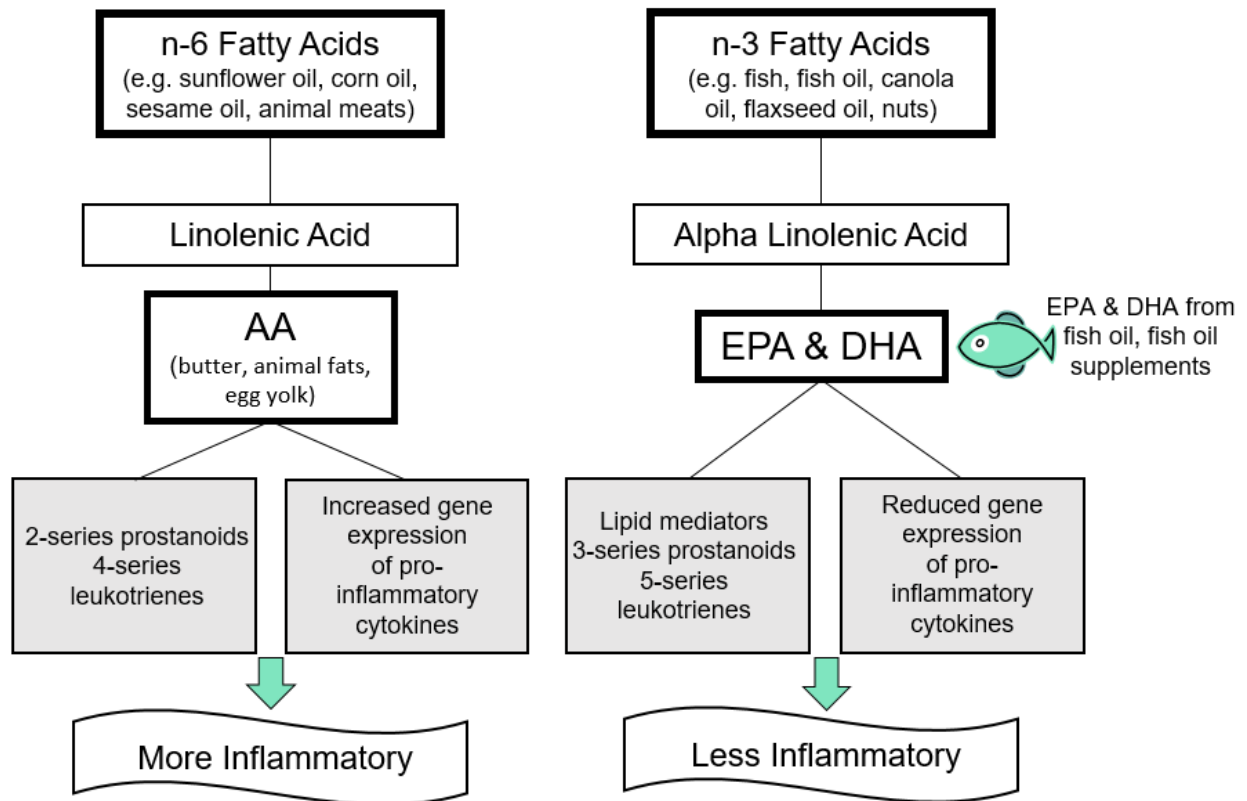 n-6 Fatty Acids
(e.g. sunflower oil, corn oil,
sesame oil, animal meats)
Linolenic Acid
AA
(butter, animal fats,
egg yolk)
2-series prostanoids
4-series
leukotrienes
Increased gene
expression
of pro-
inflammatory
cytokines
More Inflammatory
n-3 Fatty Acids
(e.g. fish, fish oil, canola
oil, flaxseed oil, nuts)
Alpha Linolenic Acid
EPA & DHA
EPA & DHA from
fish oil, fish oil
supplements
Lipid mediators
3-series prostanoids
5-series
leukotrienes
Reduced gene
expression
of pro-
inflammatory
cytokines
Less Inflammatory